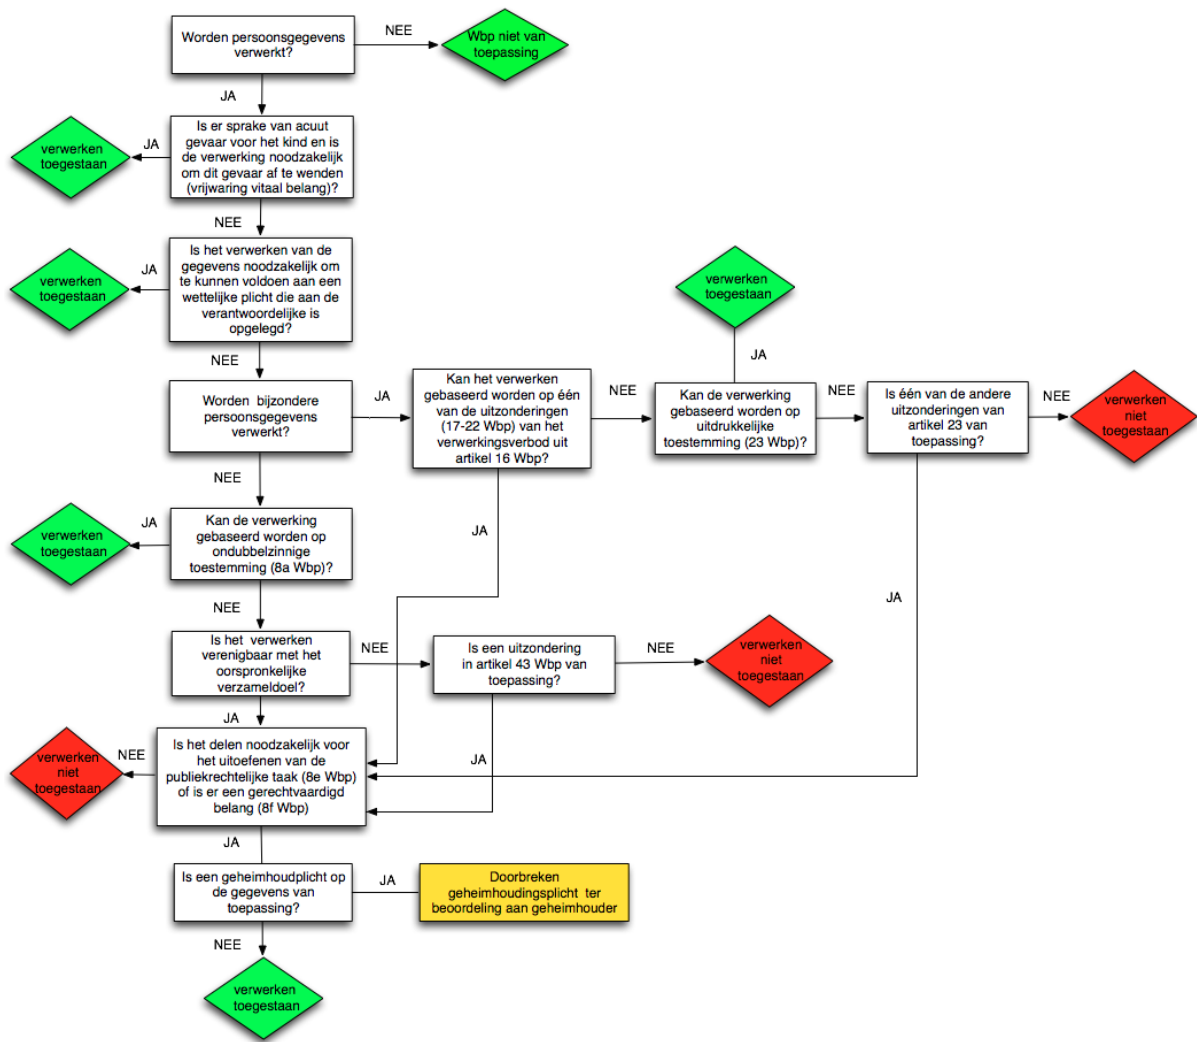 Worden persoonsgegevens
verwerkt?
NEE
Wbp niet van
toepassing
JA
Is er sprake van acuut
gevaar voor het kind en is
de verwerking noodzakelijk
om dit gevaar af te wenden
(vrijwaring vitaal belang)?
JA
verwerken
toegestaan
NEE
Is het verwerken van de
gegevens noodzakelijk om
te kunnen voldoen aan een
wettelijke plicht die aan de
verantwoordelijke is
opgelegd?
JA
verwerken
toegestaan
NEE
Worden bijzondere
persoonsgegevens
verwerkt?
JA
Kan het verwerken
gebaseerd worden op één
van de uitzonderingen
(17-22 Wbp) van het
verwerkingsverbod uit
artikel 16 Wbp?
NEE
Kan de verwerking
gebaseerd worden op
uitdrukkelijke
toestemming (23 Wbp)?
JA
verwerken
toegestaan
NEE
Is één van de andere
uitzonderingen van
artikel 23 van
toepassing?
NEE
verwerken
niet
toegestaan
NEE
JA
JA
Kan de verwerking
gebaseerd worden op
ondubbelzinnige
toestemming (8a Wbp)?
JA
verwerken
toegestaan
NEE
Is het verwerken
verenigbaar met het
oorspronkelijke
verzameldoel?
NEE
Is een uitzondering
in artikel 43 Wbp van
toepassing?
NEE
verwerken
niet
toegestaan
JA
JA
Is het delen noodzakelijk voor
het uitoefenen van de
publiekrechtelijke taak (8e Wbp)
of is er een gerechtvaardigd
belang (8f Wbp)
NEE
verwerken
niet
toegestaan
JA
Is een geheimhoudplicht op
de gegevens van
toepassing?
JA
Doorbreken
geheimhoudingsplicht ter
beoordeling aan geheimhouder
NEE
verwerken
toegestaan